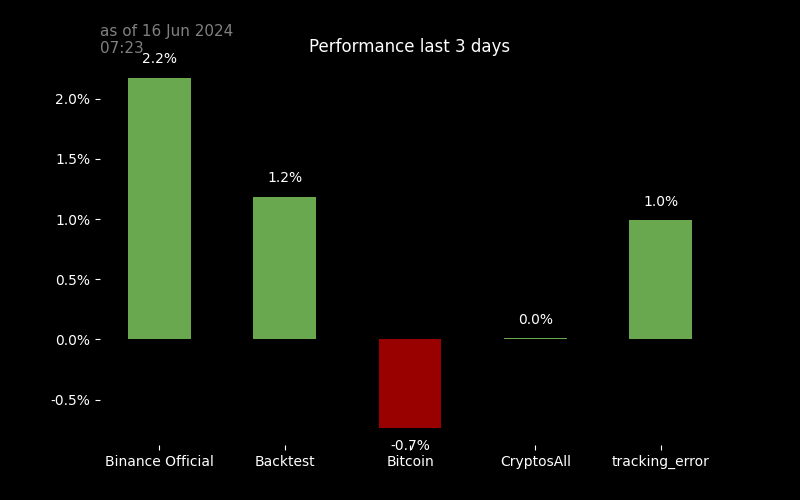 as of 16 Jun 2024
07:23
Performance last 3 days
2.2%
1.2%
-0.7%
0.0%
1.0%
2.0%
1.5%
1.0%
0.5%
0.0%
-0.5%
Binance Official
Backtest
Bitcoin
CryptosAll
tracking_error